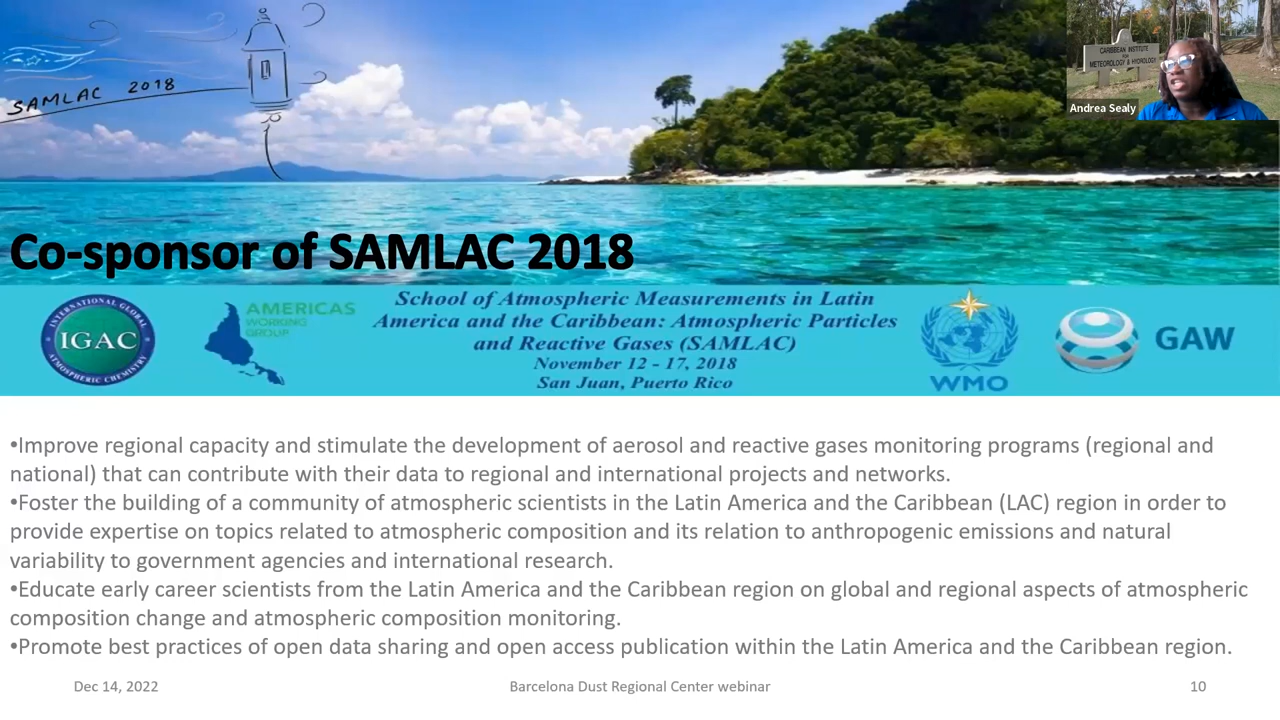 SAMLAC 2018
CARIBBEAN INSTITUTE
METEOROLOGY & HYDROLOGY
Andrea Sealy
Co-sponsor of SAMLAC 2018
INTERNATIONAL GLOBAL
IGAC
ATMOSPHERIC CHEMISTRY
AMERICAS
WORKING
GROUP
School of Atmospheric Measurements in Latin
America and the Caribbean: Atmospheric Particles
and Reactive Gases (SAMLAC)
November 12 - 17, 2018
San Juan, Puerto Rico
WMO
GAW
•Improve regional capacity and stimulate the development of aerosol and reactive gases monitoring programs (regional and
national) that can contribute with their data to regional and international projects and networks.
•Foster the building of a community of atmospheric scientists in the Latin America and the Caribbean (LAC) region in order to
provide expertise on topics related to atmospheric composition and its relation to anthropogenic emissions and natural
variability to government agencies and international research.
•Educate early career scientists from the Latin America and the Caribbean region on global and regional aspects of atmospheric
composition change and atmospheric composition monitoring.
•Promote best practices of open data sharing and open access publication within the Latin America and the Caribbean region.
Dec 14, 2022
Barcelona Dust Regional Center webinar
10